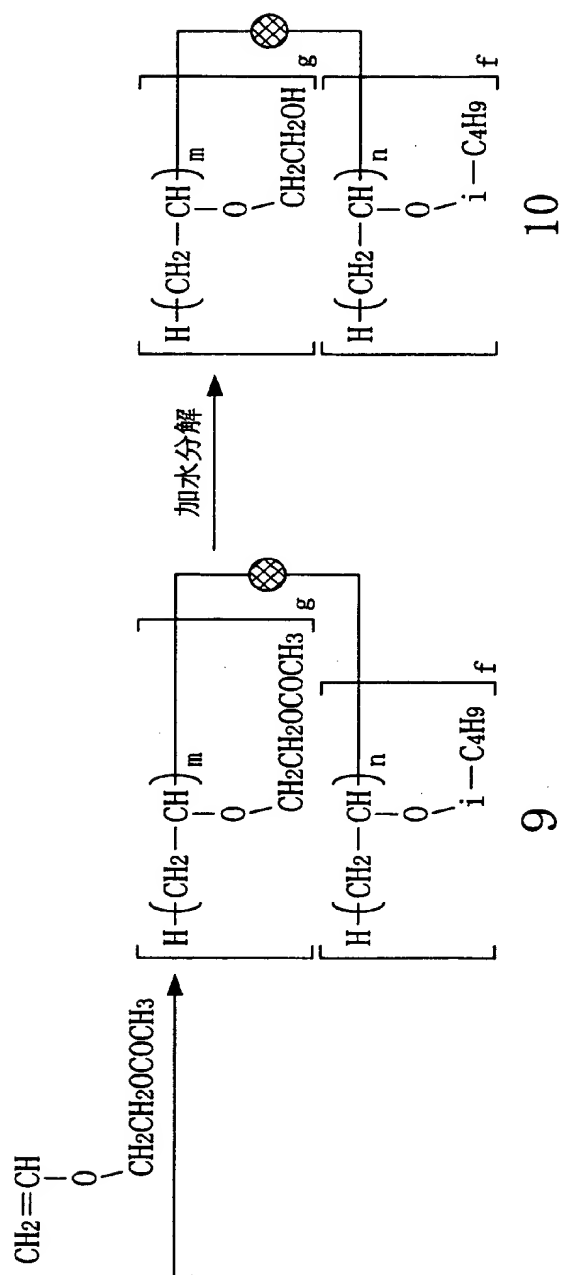 CH2=CH
O
CH2CH2OCOCH3
H-(CH2-CH)m
O
CH2CH2OCOCH3
g
H-(CH2-CH)n
O
i-C4H9
f
9
加水分解
H-(CH2-CH)m
O
CH2CH2OH
g
H-(CH2-CH)n
O
i-C4H9
f
10